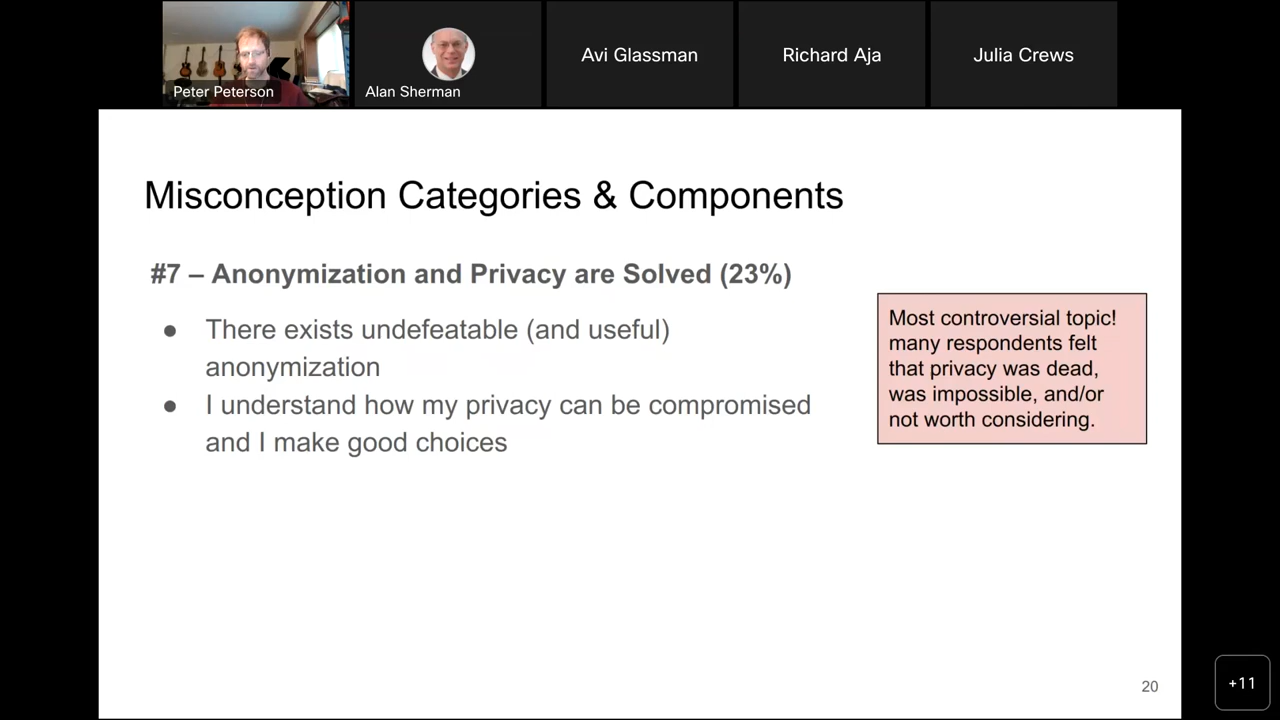 Peter Peterson
Alan Sherman
Avi Glassman
Richard Aja
Julia Crews
Misconception Categories & Components
#7 – Anonymization and Privacy are Solved (23%)
● There exists undefeatable (and useful)
anonymization
● I understand how my privacy can be compromised
and I make good choices
Most controversial topic!
many respondents felt
that privacy was dead,
was impossible, and/or
not worth considering.
20
+11